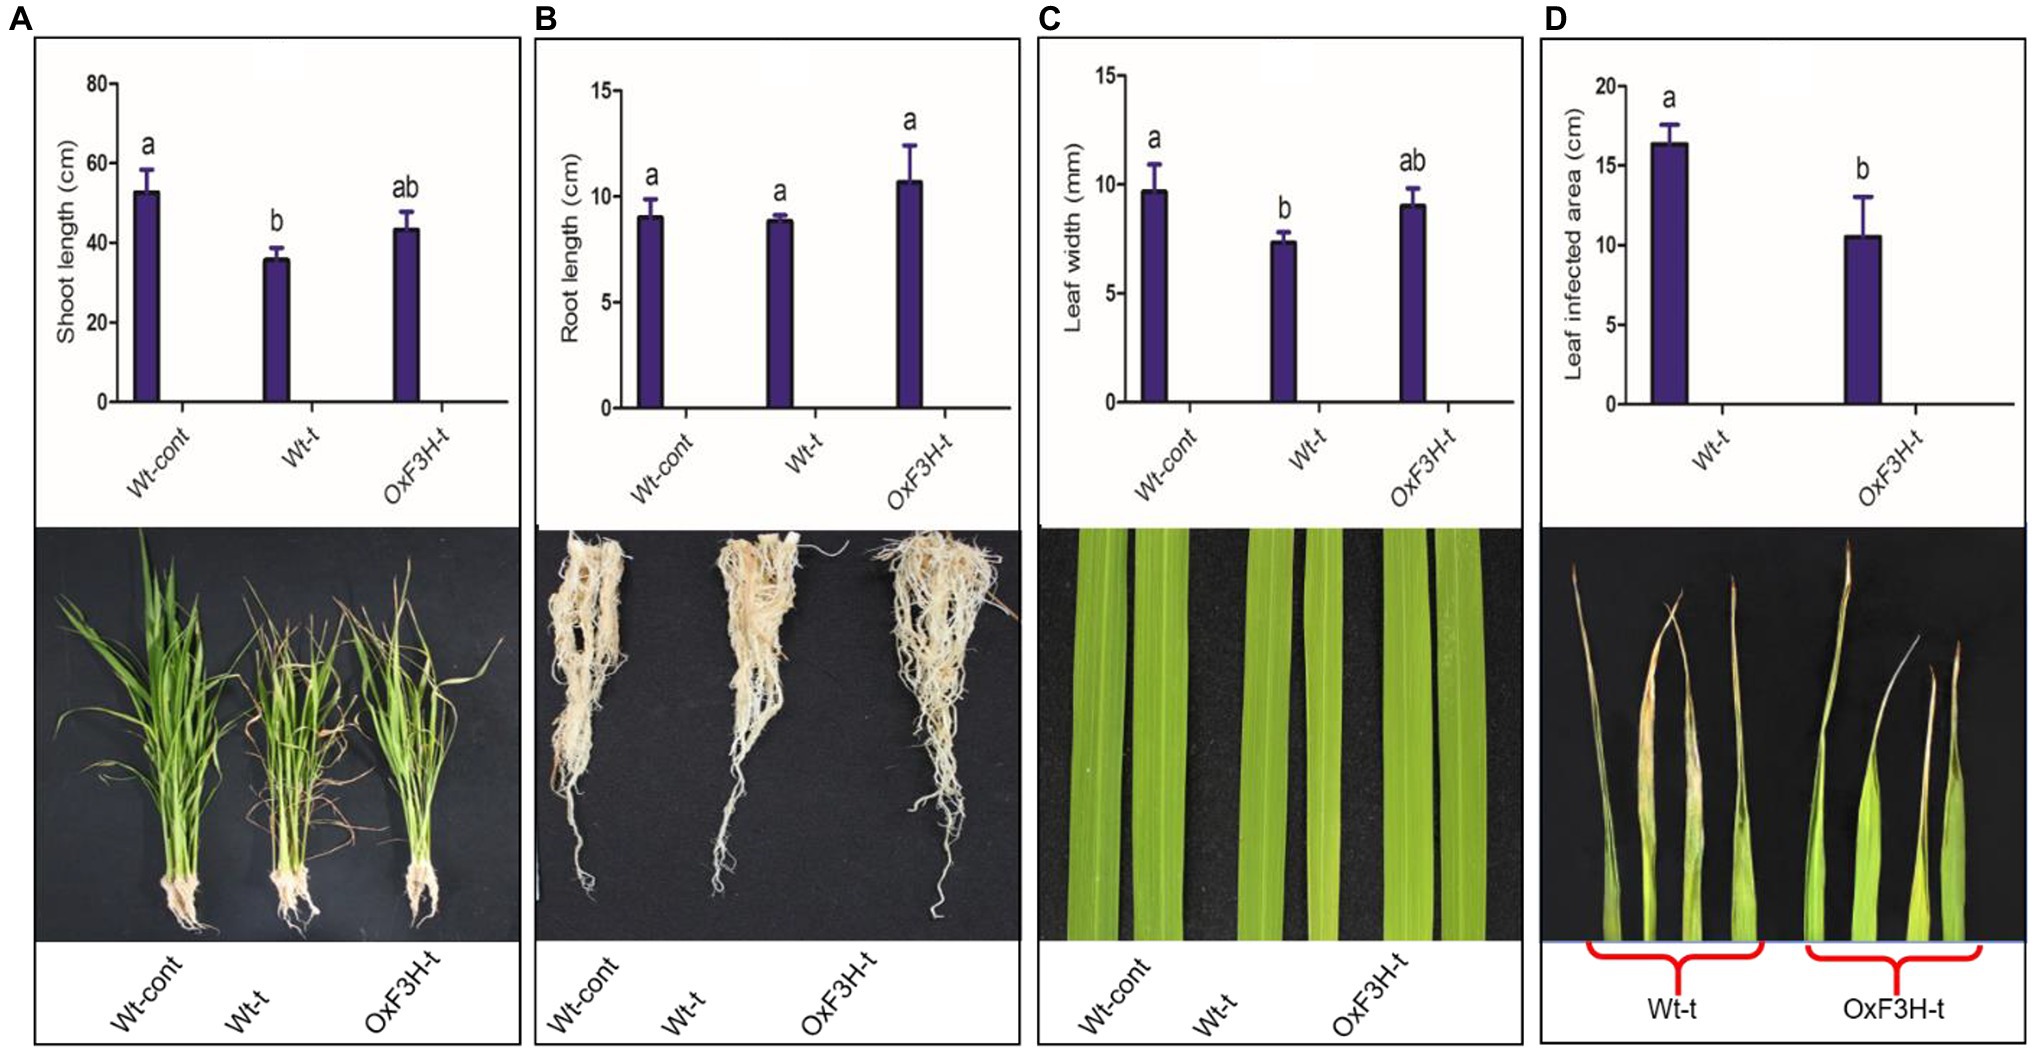 A
B
C
D
Shoot length (cm)
80
60
40
20
0
a
b
ab
Wt-cont
Wt-t
OxF3H-t
Wt-cont
Wt-t
OxF3H-t
Root length (cm)
15
10
5
0
a
a
a
Wt-cont
Wt-t
OxF3H-t
Wt-cont
Wt-t
OxF3H-t
Leaf width (mm)
15
10
5
0
a
b
ab
Wt-cont
Wt-t
OxF3H-t
Wt-cont
Wt-t
OxF3H-t
Leaf infected area (cm)
20
15
10
5
0
a
b
Wt-t
OxF3H-t
Wt-t
OxF3H-t